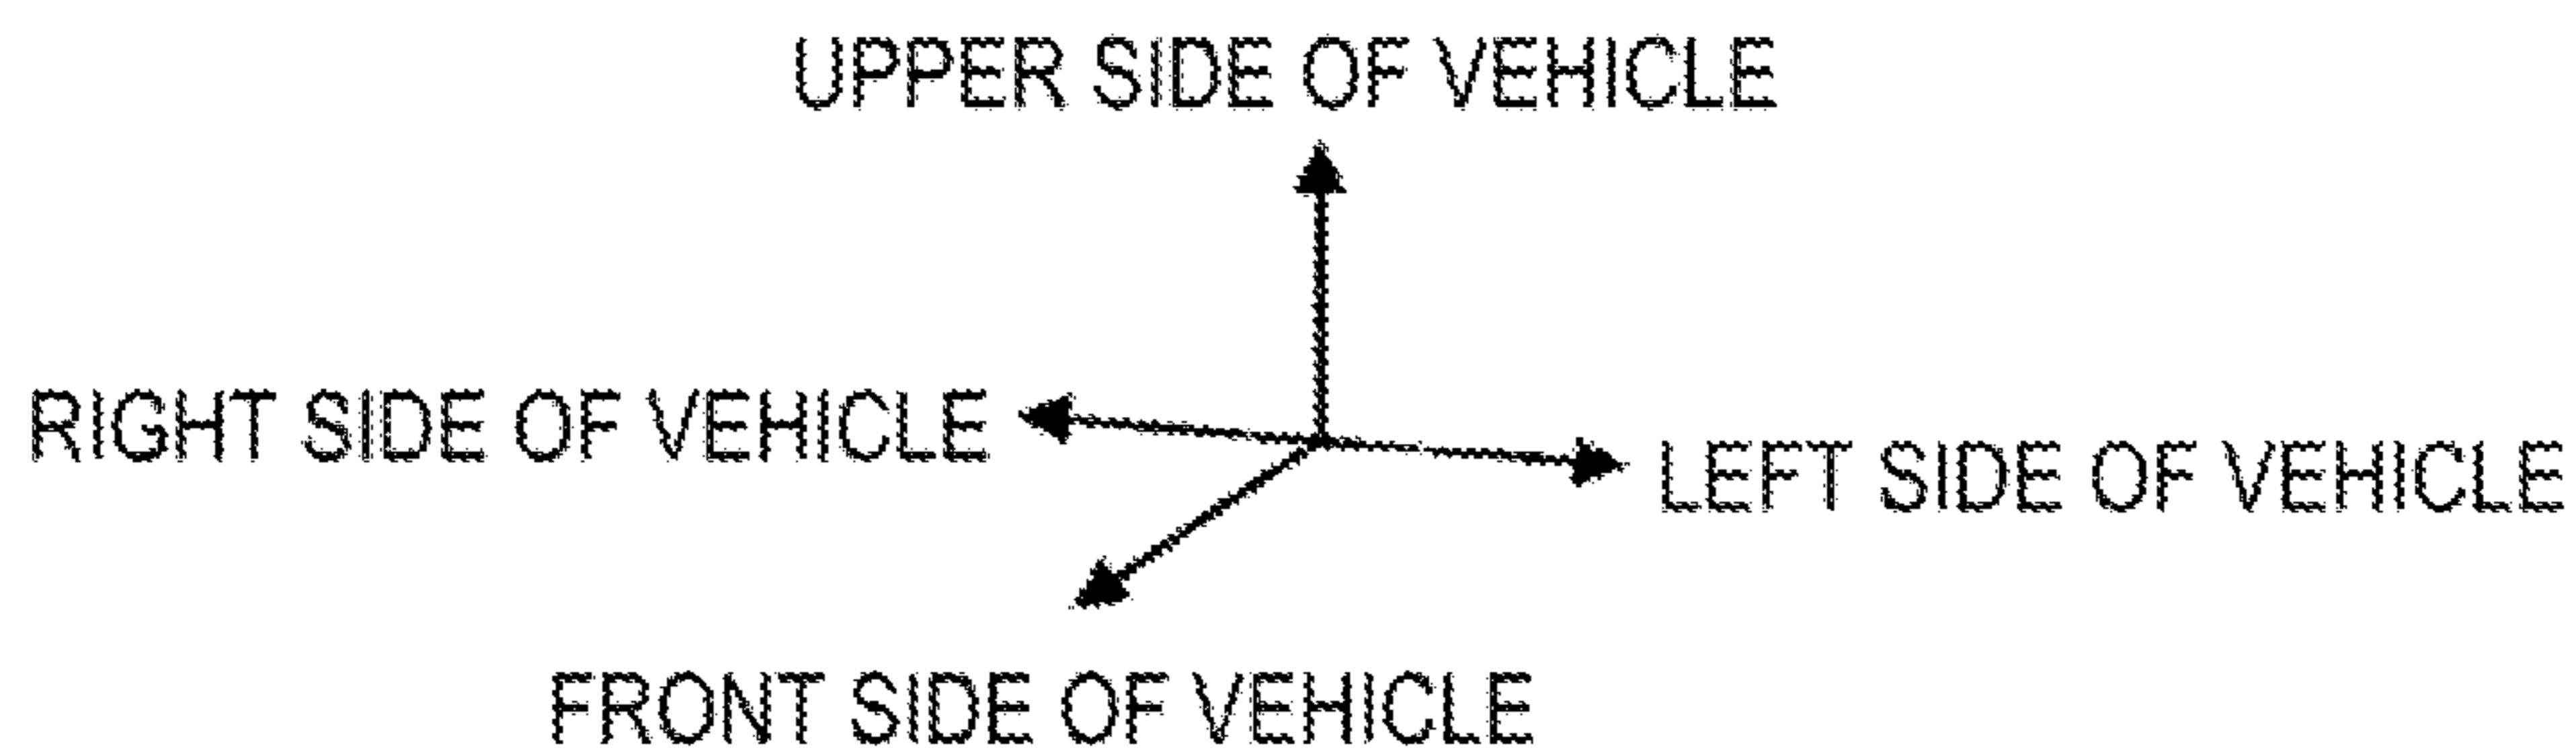 UPPER SIDE OF VEHICLE
RIGHT SIDE OF VEHICLE
LEFT SIDE OF VEHICLE
FRONT SIDE OF VEHICLE